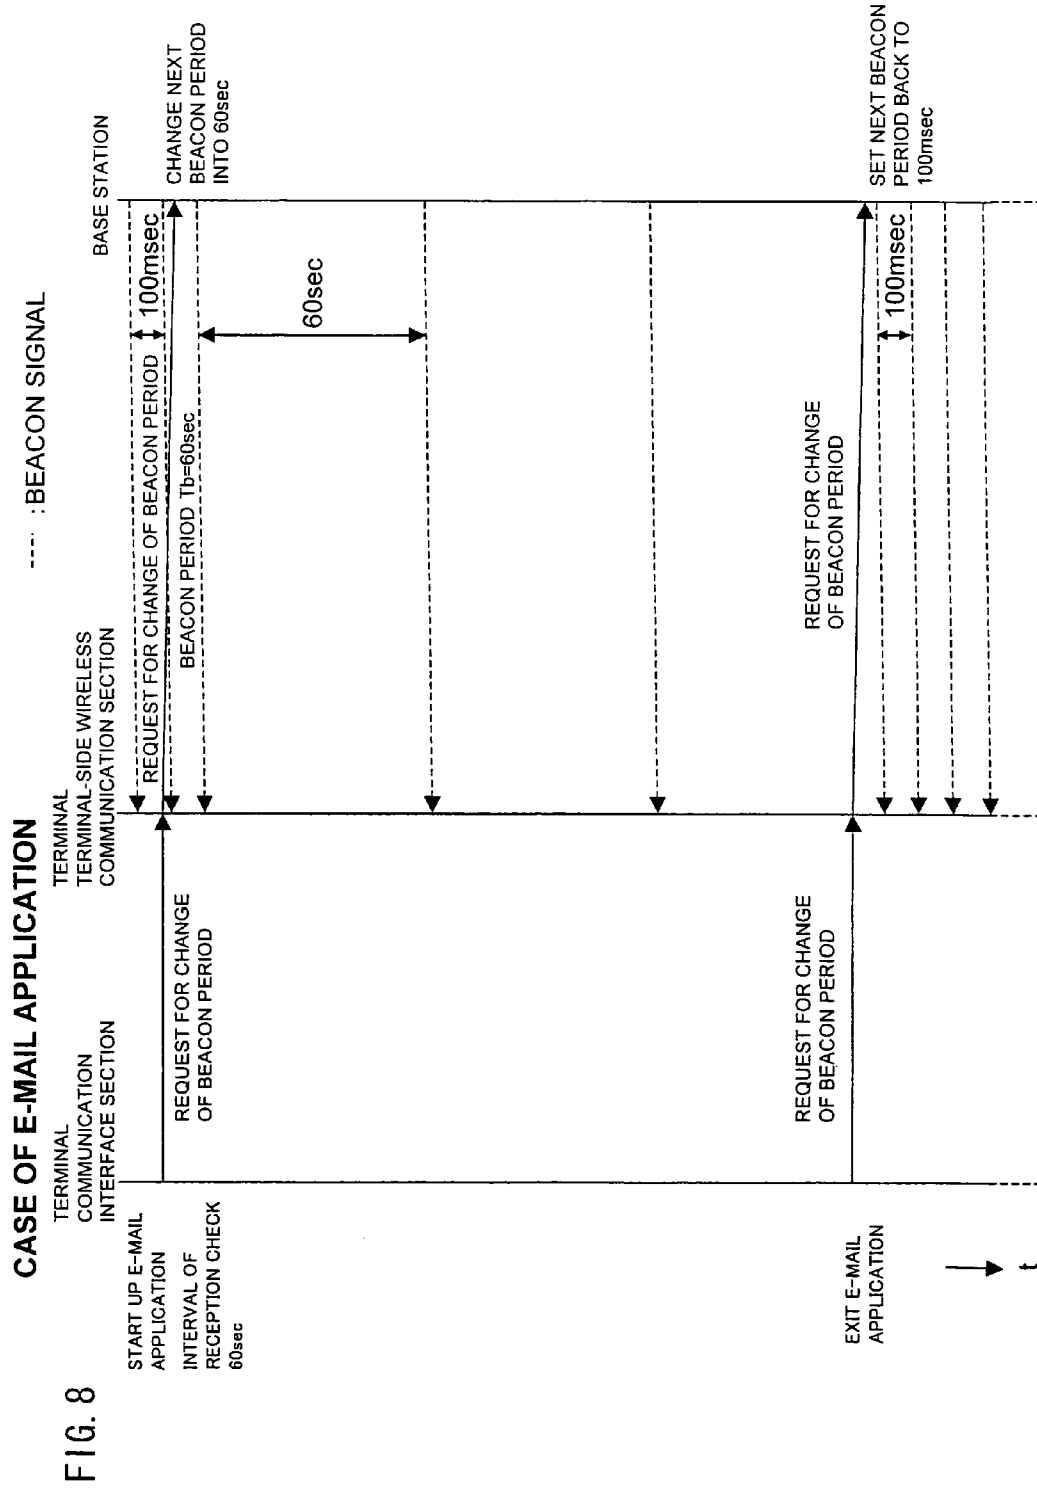 FIG. 8
CASE OF E-MAIL APPLICATION
---- :BEACON SIGNAL
TERMINAL
COMMUNICATION
INTERFACE SECTION
TERMINAL
TERMINAL-SIDE WIRELESS
COMMUNICATION SECTION
BASE STATION
START UP E-MAIL
APPLICATION
INTERVAL OF
RECEPTION CHECK
60sec
REQUEST FOR CHANGE
OF BEACON PERIOD
REQUEST FOR CHANGE OF BEACON PERIOD
100msec
BEACON PERIOD Tb=60sec
CHANGE NEXT
BEACON PERIOD
INTO 60sec
60sec
EXIT E-MAIL
APPLICATION
REQUEST FOR CHANGE
OF BEACON PERIOD
REQUEST FOR CHANGE
OF BEACON PERIOD
100msec
SET NEXT BEACON
PERIOD BACK TO
100msec
t